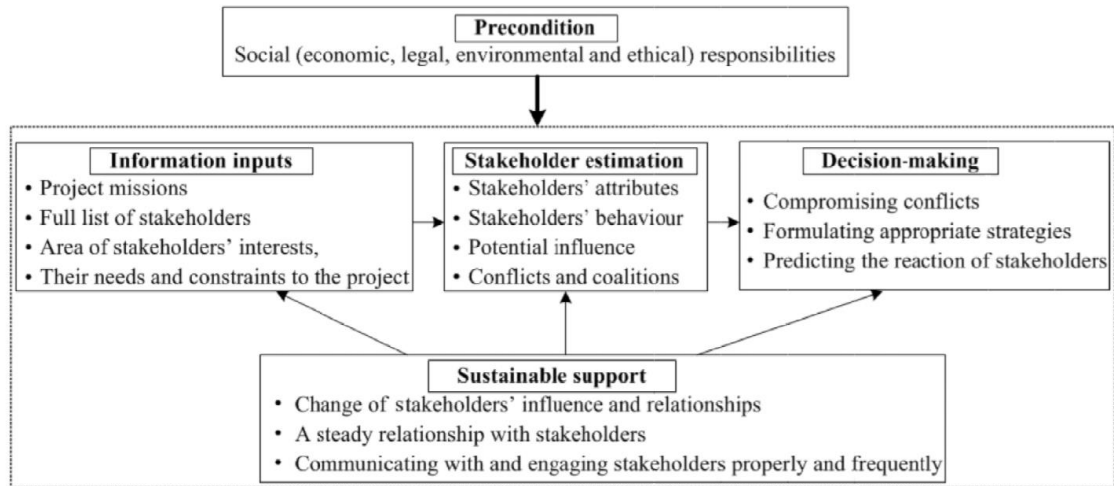 Precondition
Social (economic, legal, environmental and ethical) responsibilities
Information inputs
• Project missions
• Full list of stakeholders
• Area of stakeholders' interests,
• Their needs and constraints to the project
Stakeholder estimation
• Stakeholders' attributes
• Stakeholders' behaviour
• Potential influence
• Conflicts and coalitions
Decision-making
• Compromising conflicts
• Formulating appropriate strategies
• Predicting the reaction of stakeholders
Sustainable support
• Change of stakeholders' influence and relationships
• A steady relationship with stakeholders
• Communicating with and engaging stakeholders properly and frequently